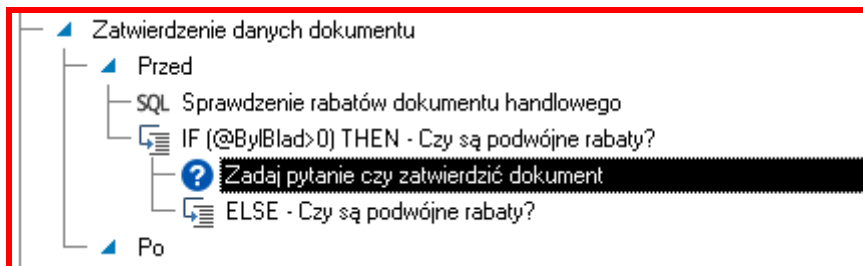 Zatwierdzenie danych dokumentu
Przed
SQL Sprawdzenie rabatów dokumentu handlowego
IF (@BylBlad>0) THEN - Czy są podwójne rabaty?
? Zadaj pytanie czy zatwierdzić dokument
ELSE - Czy są podwójne rabaty?
Po